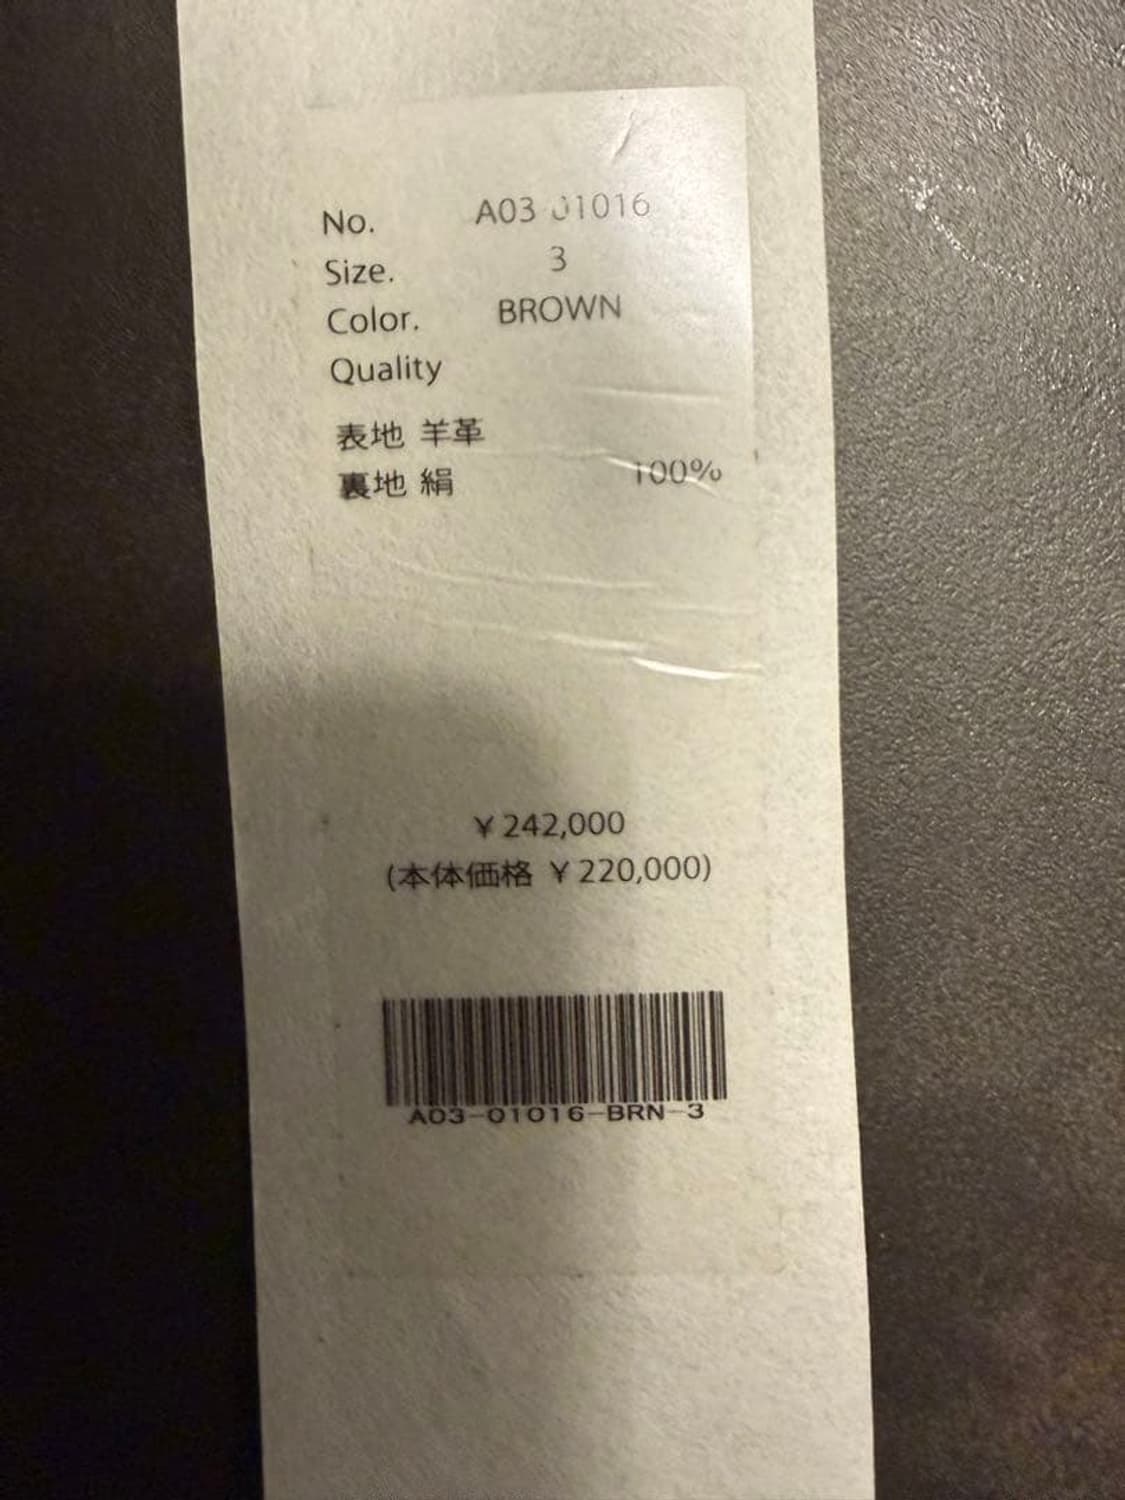 No. A03-01016
Size. 3
Color. BROWN
Quality
表地 羊革
裏地 絹 100%
¥242,000
(本体価格 ¥220,000)
A03-01016-BRN-3